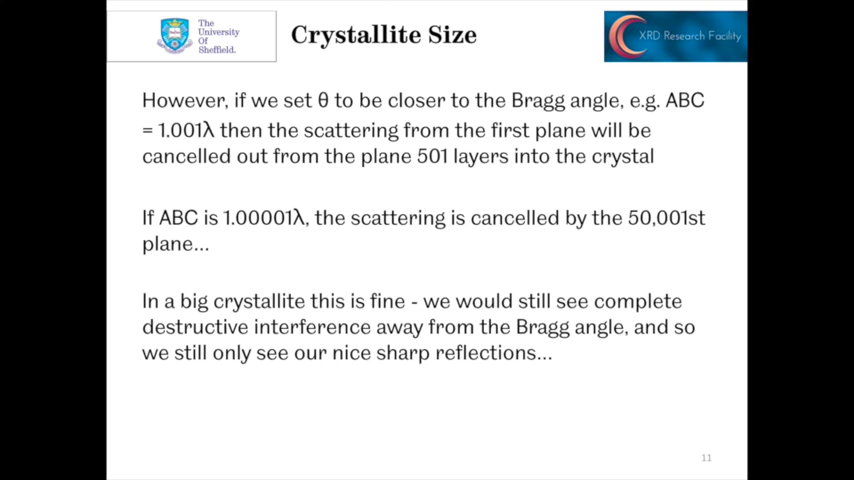 The
University
Of
Sheffield.
Crystallite Size
XRD Research Facility
However, if we set θ to be closer to the Bragg angle, e.g. ABC
= 1.001λ then the scattering from the first plane will be
cancelled out from the plane 501 layers into the crystal
If ABC is 1.00001λ, the scattering is cancelled by the 50,001st
plane...
In a big crystallite this is fine - we would still see complete
destructive interference away from the Bragg angle, and so
we still only see our nice sharp reflections...
11